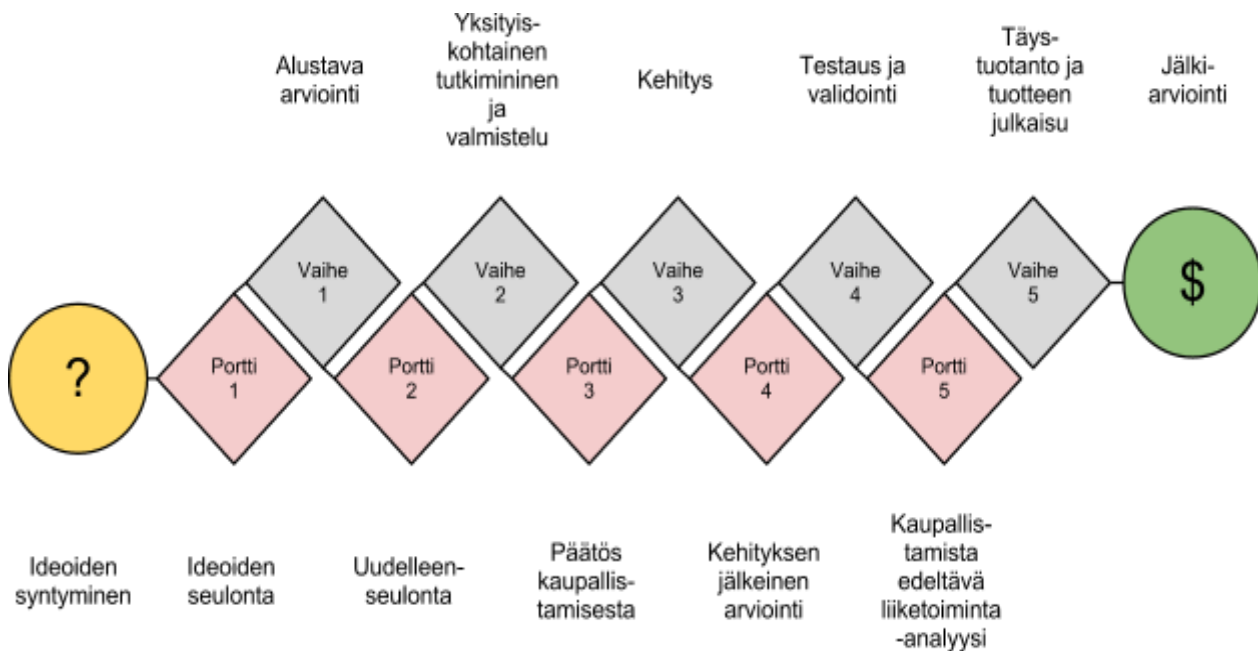 Alustava
arviointi
Yksityis-
kohtainen
tutkimininen
ja
valmistelu
Kehitys
Testaus ja
validointi
Täys-
tuotanto ja
tuotteen
julkaisu
Jälki-
arviointi
Vaihe
1
Vaihe
2
Vaihe
3
Vaihe
4
Vaihe
5
$
?
Portti
1
Portti
2
Portti
3
Portti
4
Portti
5
Ideoiden
syntyminen
Ideoiden
seulonta
Uudelleen-
seulonta
Päätös
kaupallis-
tamisesta
Kehityksen
jälkeinen
arviointi
Kaupallis-
tamista
edeltävä
liiketoiminta
-analyysi